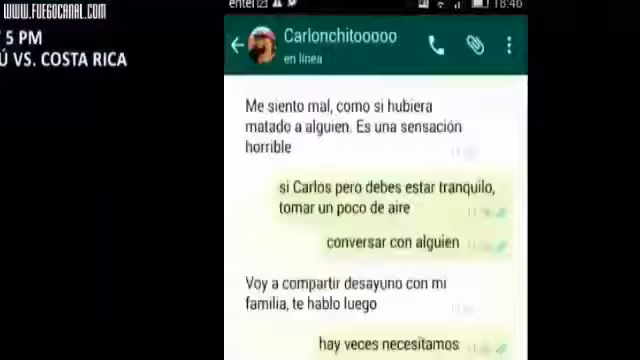 WWW.FUEGOCANAL.COM
5 PM
Ú VS. COSTA RICA
entel
18:46
Carlonchitooooo
en línea
Me siento mal, como si hubiera
matado a alguien. Es una sensación
horrible
si Carlos pero debes estar tranquilo,
tomar un poco de aire
conversar con alguien
Voy a compartir desayuno con mi
familia, te hablo luego
hay veces necesitamos